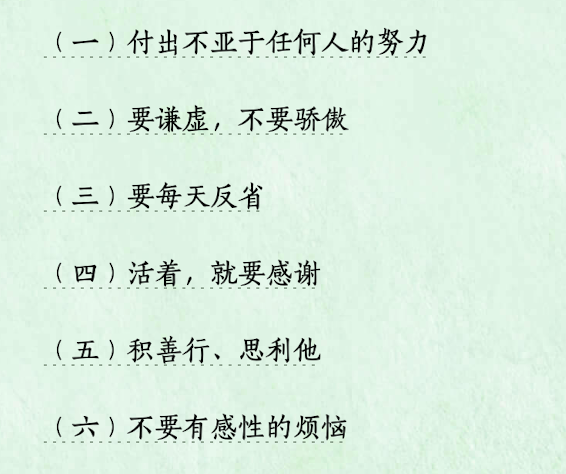 （一）付出不亚于任何人的努力
（二）要谦虚，不要骄傲
（三）要每天反省
（四）活着，就要感谢
（五）积善行、思利他
（六）不要有感性的烦恼